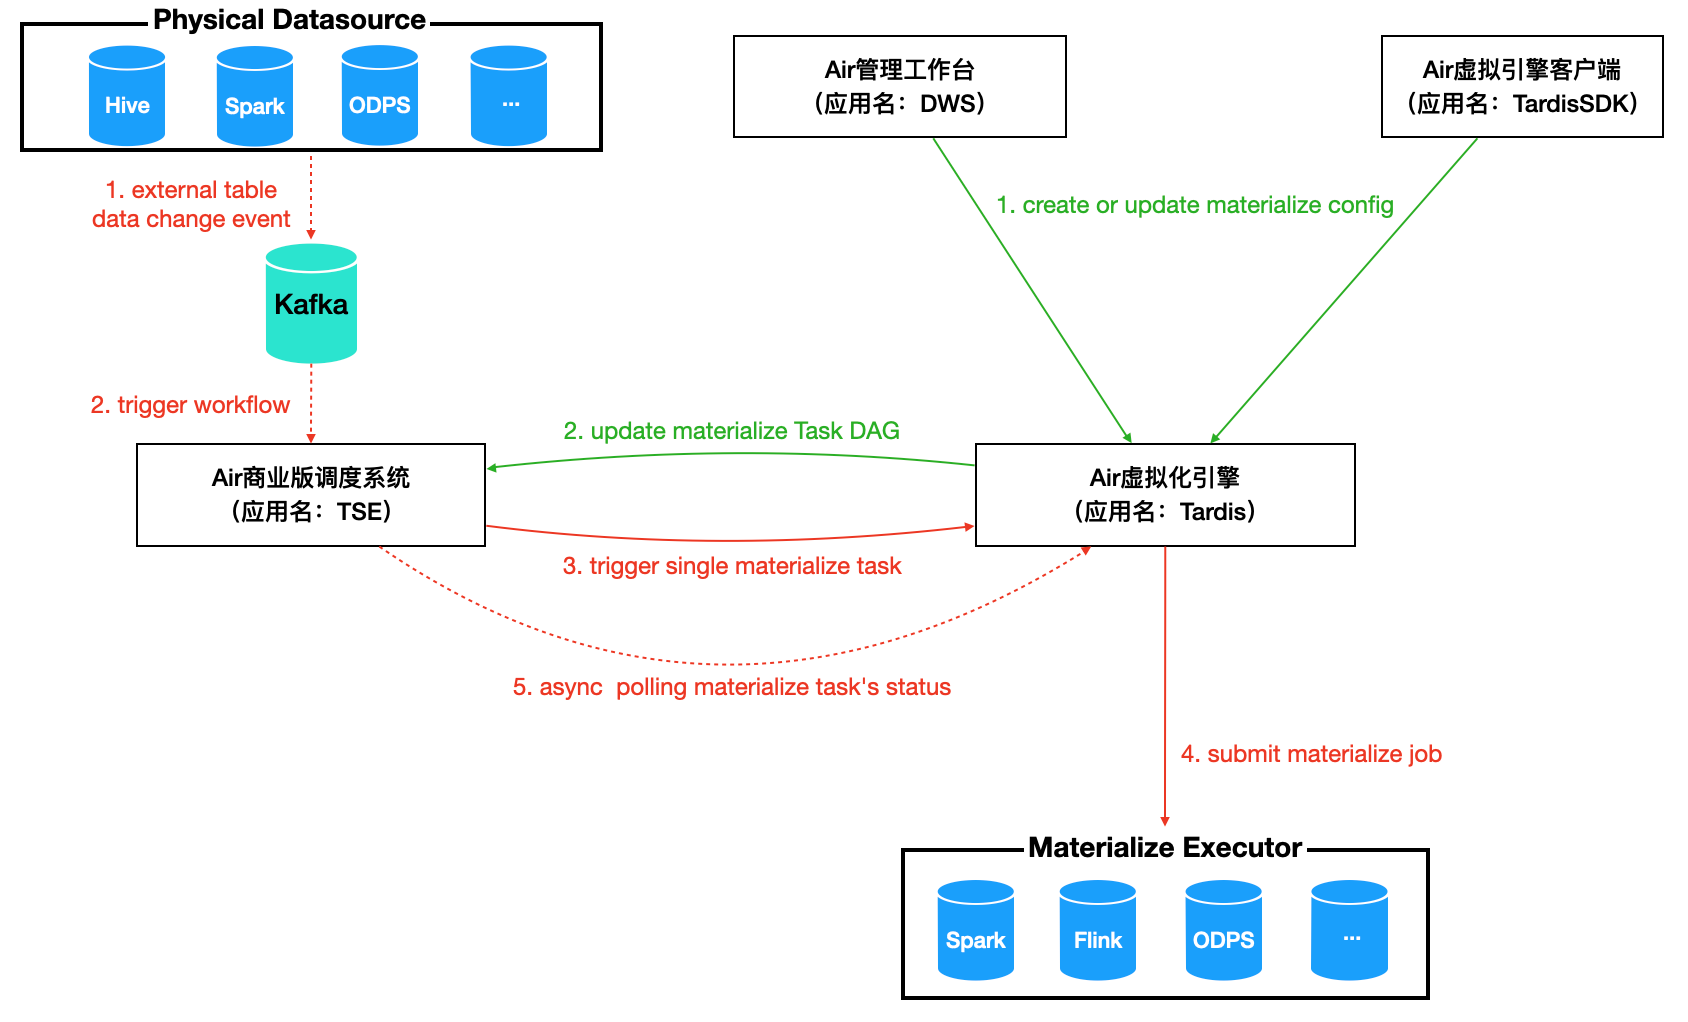 Physical Datasource
Hive
Spark
ODPS
...
Air管理工作台
（应用名：DWS）
Air虚拟引擎客户端
（应用名：TardisSDK）
1. external table
data change event
1. create or update materialize config
Kafka
2. trigger workflow
2. update materialize Task DAG
Air商业版调度系统
（应用名：TSE）
Air虚拟化引擎
（应用名：Tardis）
3. trigger single materialize task
5. async  polling materialize task's status
4. submit materialize job
Materialize Executor
Spark
Flink
ODPS
...